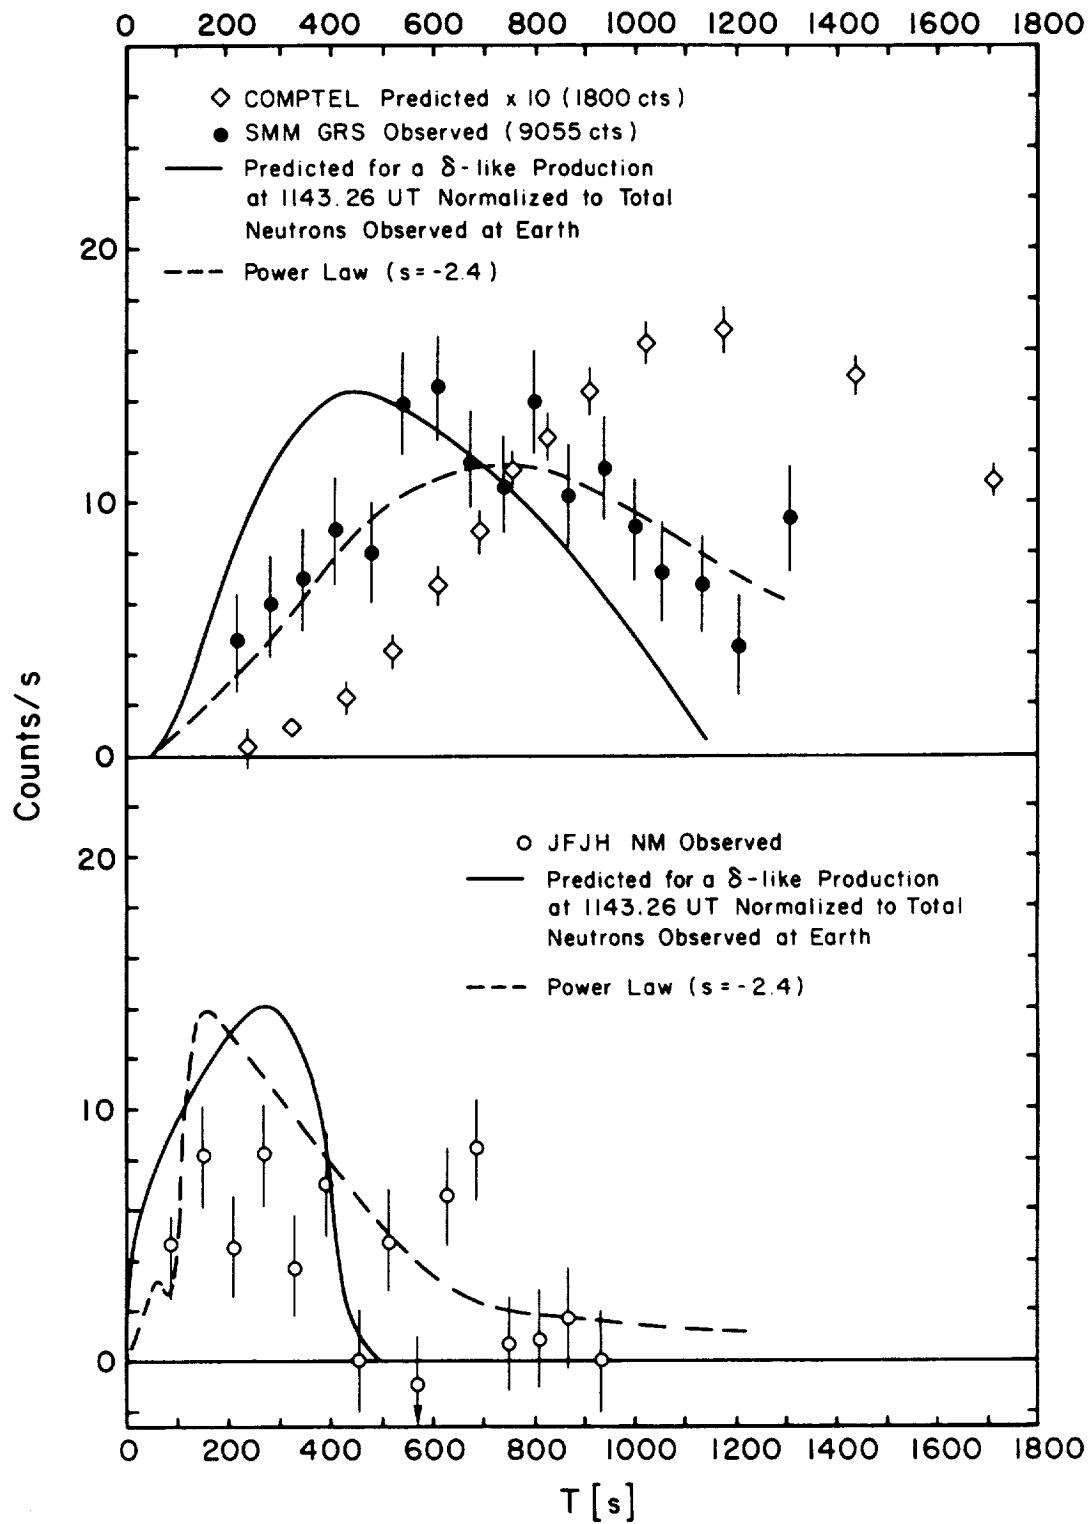 0 200 400 600 800 1000 1200 1400 1600 1800
◇ COMPTEL Predicted x 10 (1800 cts)
● SMM GRS Observed (9055 cts)
Predicted for a δ-like Production
at 1143.26 UT Normalized to Total
Neutrons Observed at Earth
Power Law (s=-2.4)
20
10
0
Counts/s
○ JFJH NM Observed
20
Predicted for a δ-like Production
at 1143.26 UT Normalized to Total
Neutrons Observed at Earth
Power Law (s=-2.4)
10
0
0 200 400 600 800 1000 1200 1400 1600 1800
T [s]